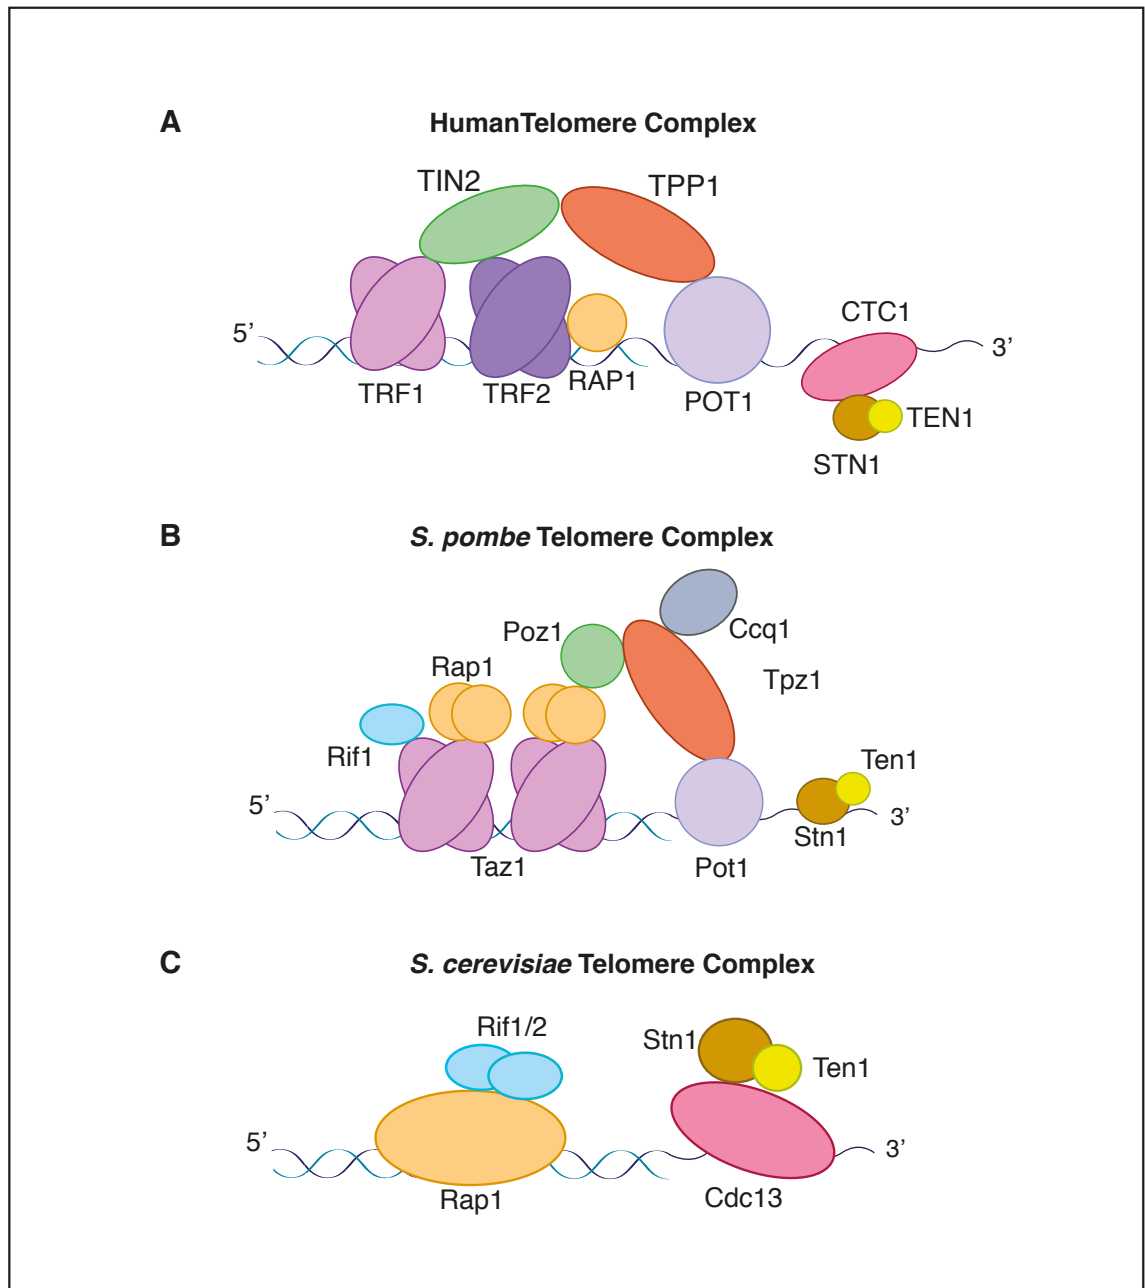 A
HumanTelomere Complex
TIN2
TPP1
CTC1
5’
3’
RAP1
TRF1
TRF2
POT1
TEN1
STN1
B
S. pombe Telomere Complex
Poz1
Ccq1
Rap1
Tpz1
Rif1
Ten1
5’
3’
Stn1
Taz1
Pot1
C
S. cerevisiae Telomere Complex
Rif1/2
Stn1
Ten1
5’
3’
Rap1
Cdc13